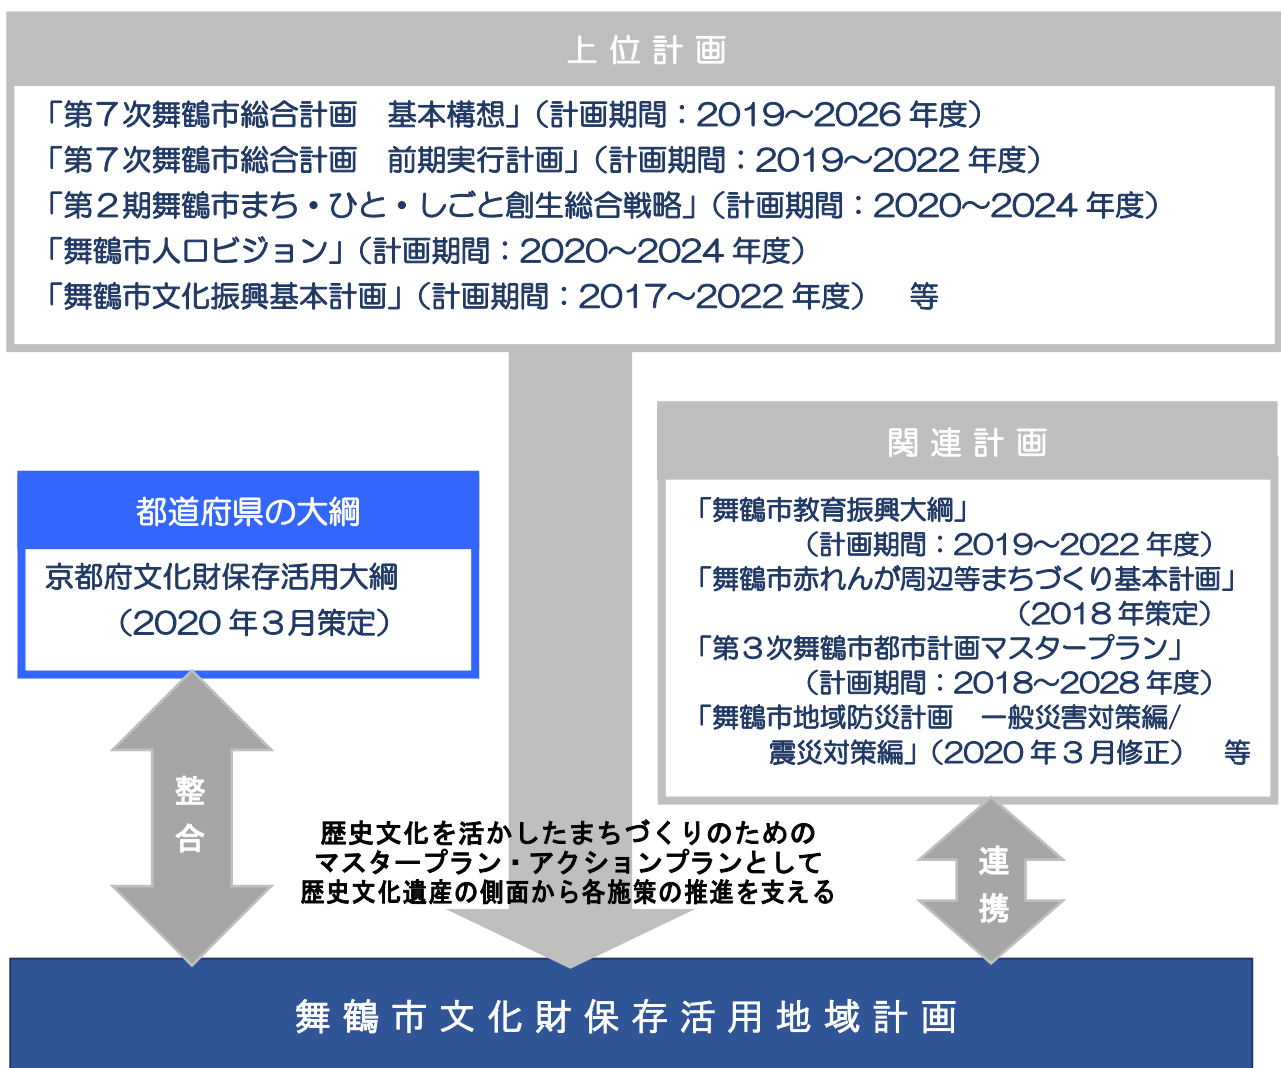 上位計画
「第７次舞鶴市総合計画　基本構想」（計画期間：2019～2026 年度）
「第７次舞鶴市総合計画　前期実行計画」（計画期間：2019～2022 年度）
「第２期舞鶴市まち・ひと・しごと創生総合戦略」（計画期間：2020～2024 年度）
「舞鶴市人口ビジョン」（計画期間：2020～2024 年度）
「舞鶴市文化振興基本計画」（計画期間：2017～2022 年度）　等
都道府県の大綱
京都府文化財保存活用大綱
（2020 年３月策定）
関連計画
「舞鶴市教育振興大綱」
（計画期間：2019～2022 年度）
「舞鶴市赤れんが周辺等まちづくり基本計画」
（2018 年策定）
「第３次舞鶴市都市計画マスタープラン」
（計画期間：2018～2028 年度）
「舞鶴市地域防災計画　一般災害対策編/
震災対策編」（2020 年 3 月修正）　等
整
合
歴史文化を活かしたまちづくりのための
マスタープラン・アクションプランとして
歴史文化遺産の側面から各施策の推進を支える
連
携
舞鶴市文化財保存活用地域計画